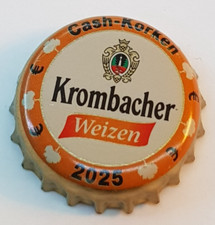 Cash-Korken
€ €
Krombacher
Weizen
€ €
2025